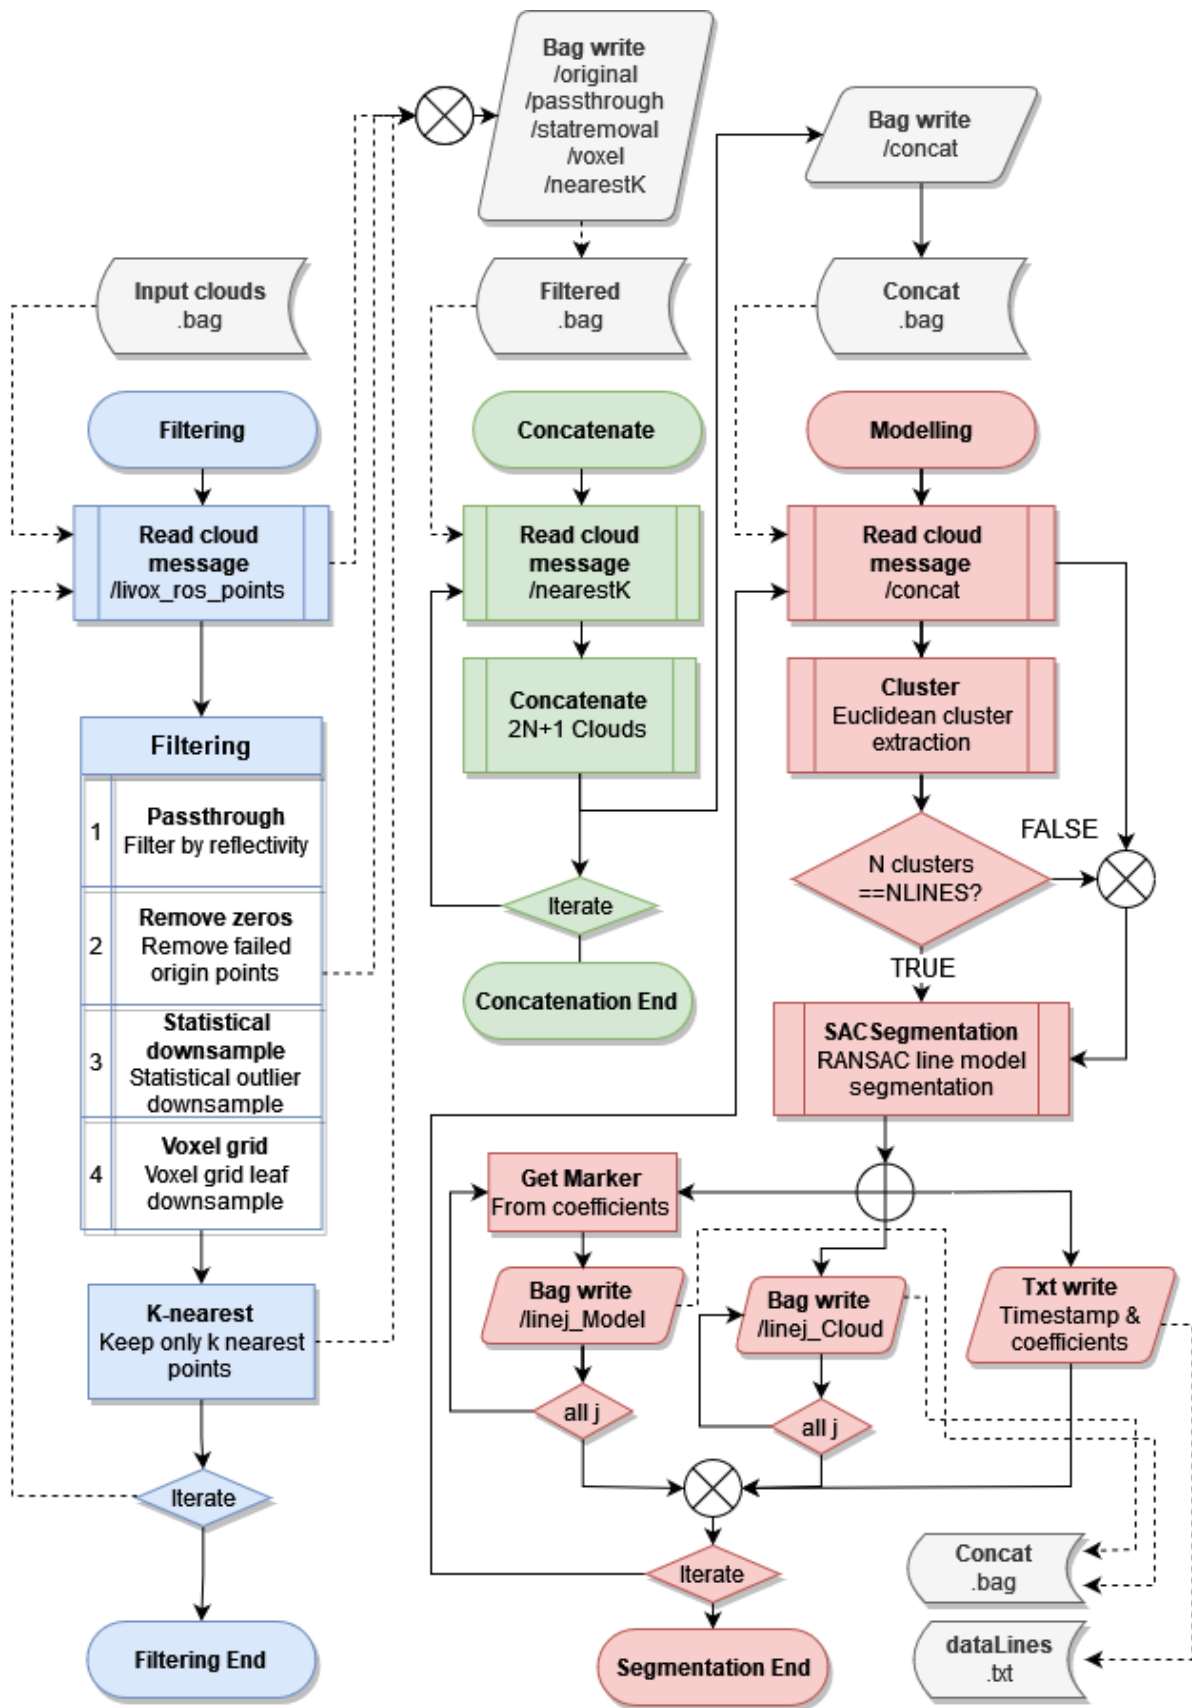 Bag write
/original
/passthrough
/statremoval
/voxel
/nearestK
Bag write
/concat
Input clouds
.bag
Filtered
.bag
Concat
.bag
Filtering
Concatenate
Modelling
Read cloud
message
/livox_ros_points
Read cloud
message
/nearestK
Read cloud
message
/concat
Concatenate
2N+1 Clouds
Cluster
Euclidean cluster
extraction
Filtering
1
Passthrough
Filter by reflectivity
2
Remove zeros
Remove failed
origin points
3
Statistical
downsample
Statistical outlier
downsample
4
Voxel grid
Voxel grid leaf
downsample
Iterate
Concatenation End
N clusters
==NLINES?
FALSE
TRUE
SACSegmentation
RANSAC line model
segmentation
Get Marker
From coefficients
Bag write
/linej_Model
Bag write
/linej_Cloud
Txt write
Timestamp &
coefficients
K-nearest
Keep only k nearest
points
all j
all j
Iterate
Iterate
Concat
.bag
Filtering End
Segmentation End
dataLines
.txt